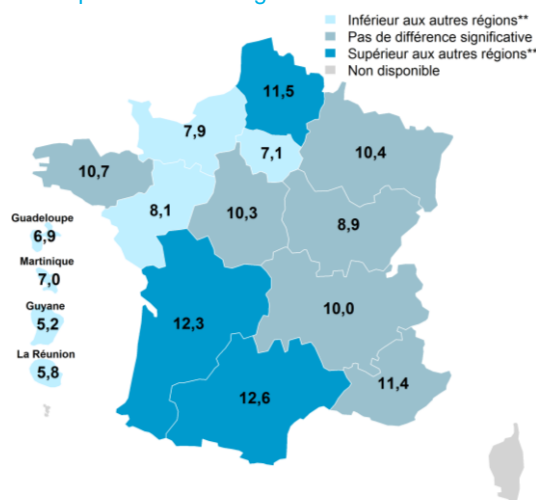 Inférieur aux autres régions**
Pas de différence significative
Supérieur aux autres régions**
Non disponible
11,5
7,9
7,1
10,4
10,7
8,1
10,3
8,9
Guadeloupe
6,9
Martinique
7,0
Guyane
5,2
La Réunion
5,8
12,3
10,0
12,6
11,4